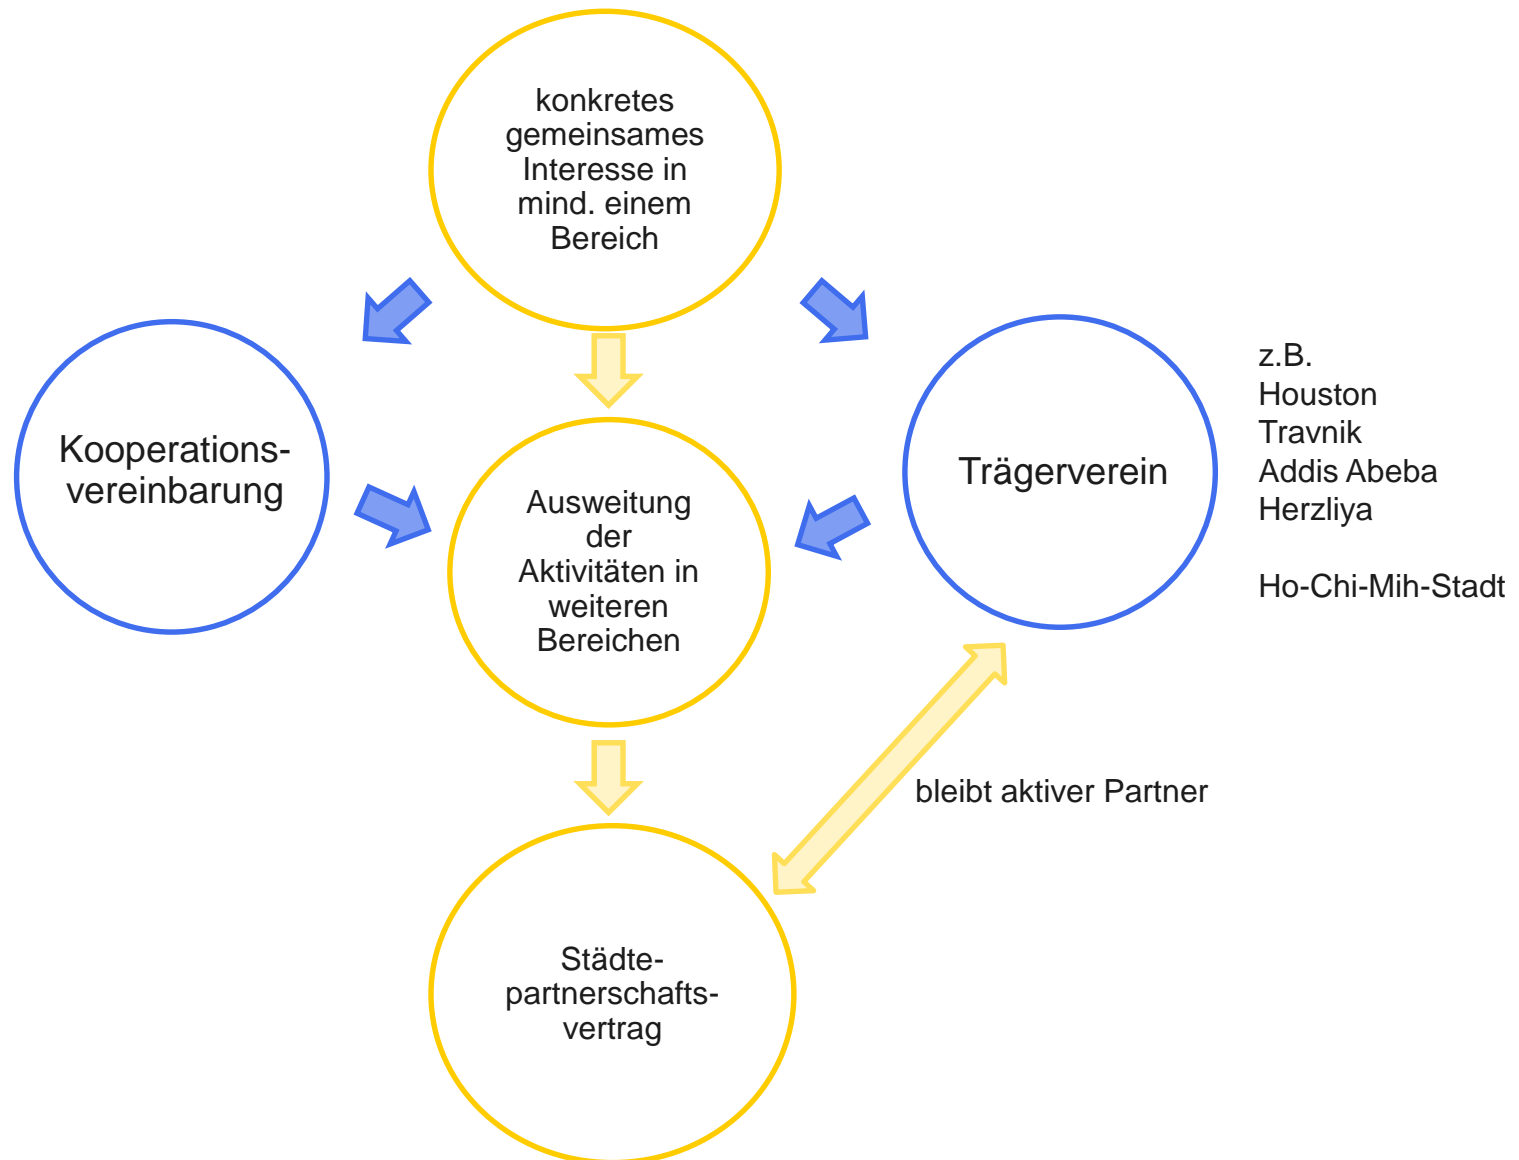 konkretes
gemeinsames
Interesse in
mind. einem
Bereich
Kooperations-
vereinbarung
Ausweitung
der
Aktivitäten in
weiteren
Bereichen
Trägerverein
z.B.
Houston
Travnik
Addis Abeba
Herzliya
Ho-Chi-Mih-Stadt
bleibt aktiver Partner
Städte-
partnerschafts-
vertrag